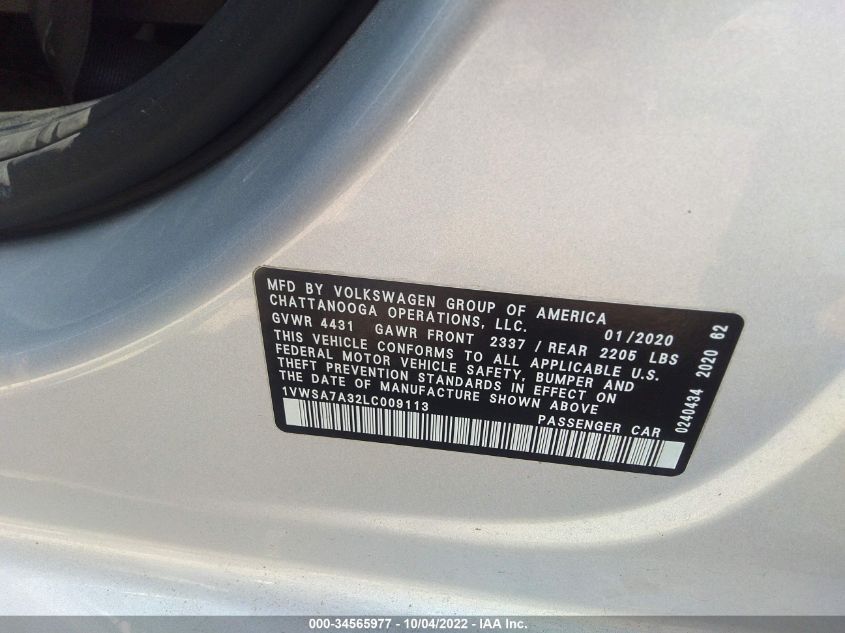 MFD BY VOLKSWAGEN GROUP OF AMERICA
CHATTANOOGA OPERATIONS, LLC. 01/2020
GVWR 4431 GAWR FRONT 2337 / REAR 2205 LBS
THIS VEHICLE CONFORMS TO ALL APPLICABLE U.S.
FEDERAL MOTOR VEHICLE SAFETY, BUMPER AND
THEFT PREVENTION STANDARDS IN EFFECT ON
THE DATE OF MANUFACTURE SHOWN ABOVE
1VWSA7A32LC009113 PASSENGER CAR
0240434 2020 62
000-34565977 - 10/04/2022 - IAA Inc.